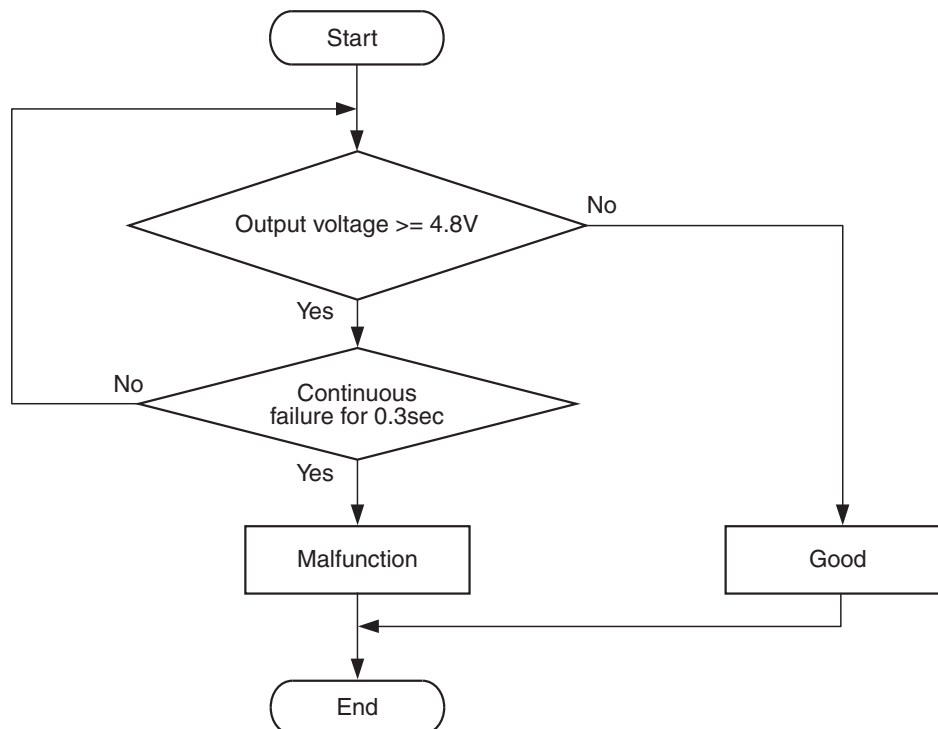 Start
Output voltage >= 4.8V
No
Yes
No
Continuous
failure for 0.3sec
Yes
Malfunction
Good
End